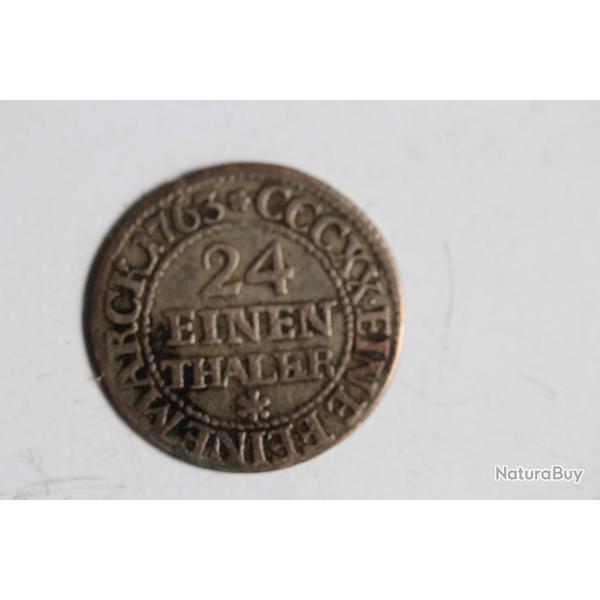 CCCXX·EINE FEINE MARCK·1763
24
EINEN
THALER
NaturaBuy